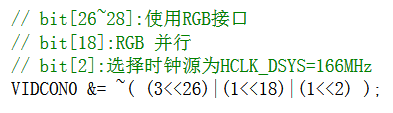 // bit[26~28]:使用RGB接口
// bit[18]:RGB 并行
// bit[2]:选择时钟源为HCLK_DSYS=166MHz
VIDCON0 &= ~( (3<<26)|(1<<18)|(1<<2) );